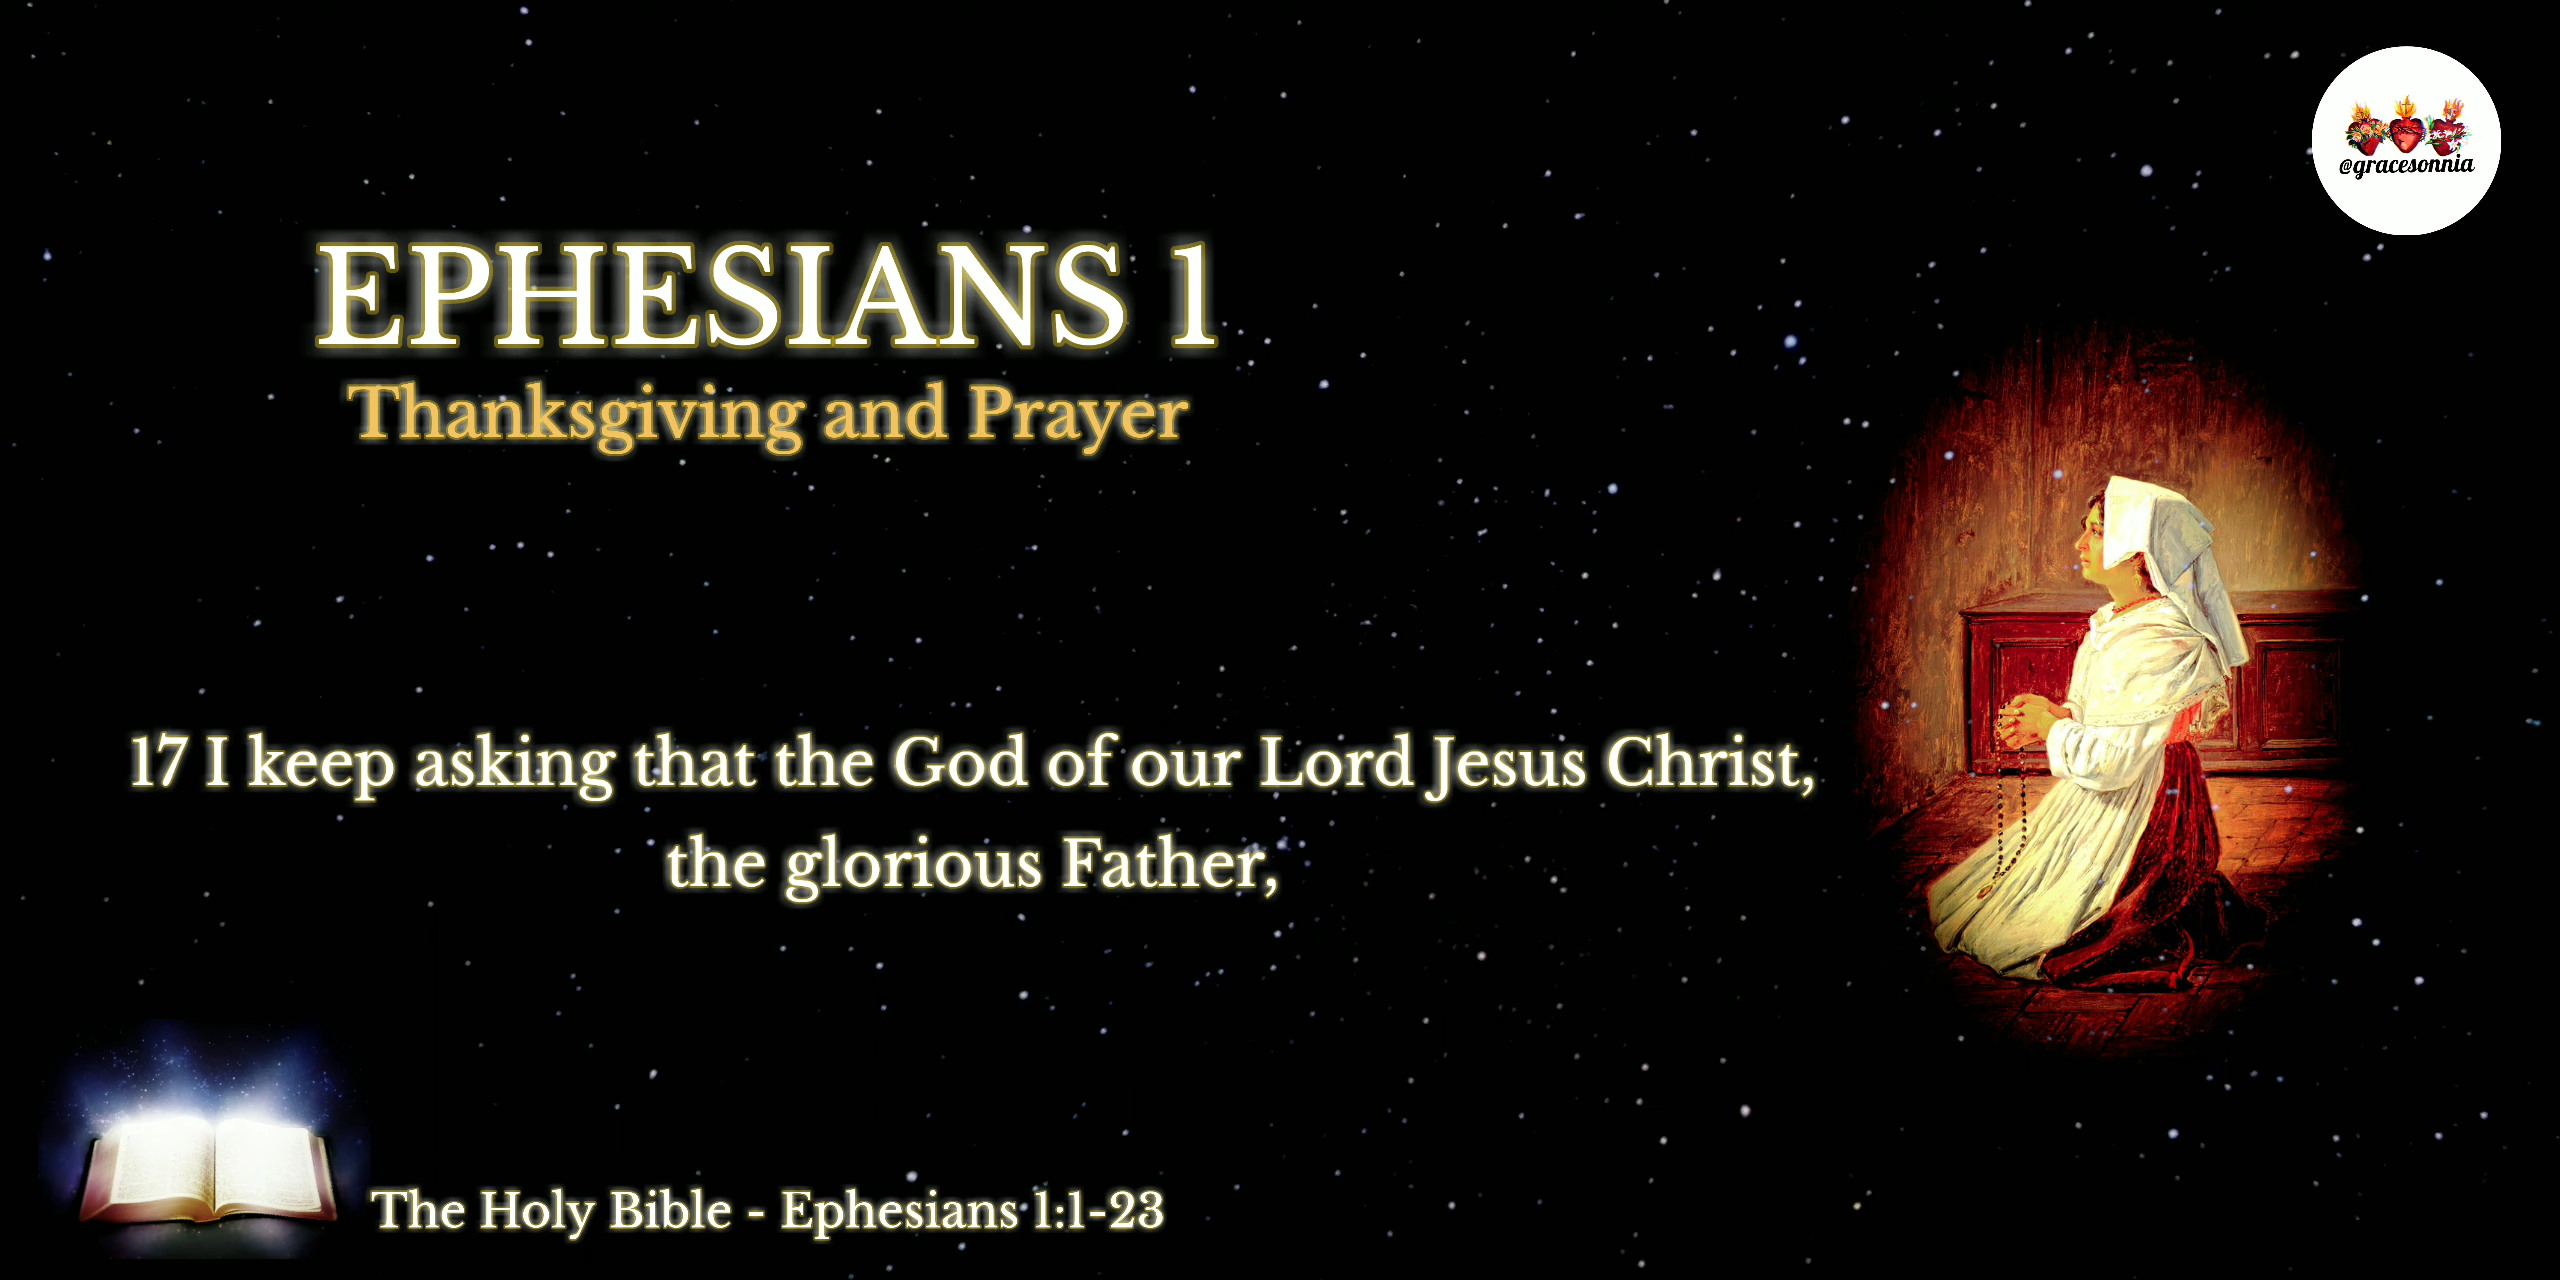 @gracesonnia
EPHESIANS 1
Thanksgiving and Prayer
17 I keep asking that the God of our Lord Jesus Christ,
the glorious Father,
The Holy Bible - Ephesians 1:1-23